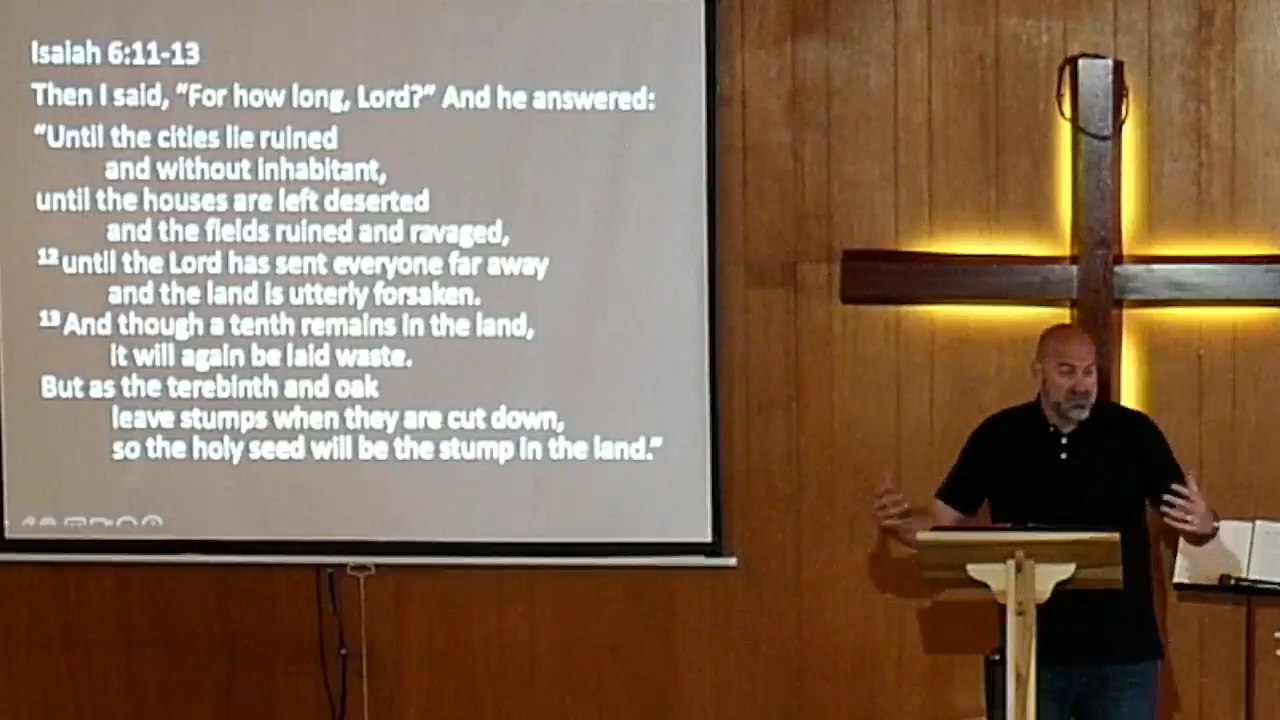 Isaiah 6:11-13
Then I said, “For how long, Lord?” And he answered:
“Until the cities lie ruined
and without inhabitant,
until the houses are left deserted
and the fields ruined and ravaged,
12 until the Lord has sent everyone far away
and the land is utterly forsaken.
13 And though a tenth remains in the land,
it will again be laid waste.
But as the terebinth and oak
leave stumps when they are cut down,
so the holy seed will be the stump in the land.”